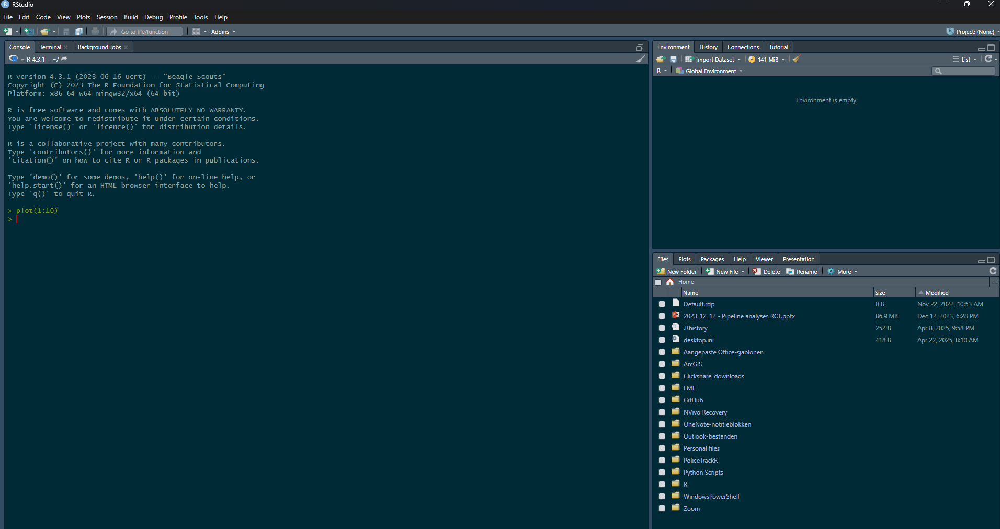 RStudio
File Edit Code View Plots Session Build Debug Profile Tools Help
Go to file/function Addins Project: (None)
Console Terminal Background Jobs
R 4.3.1 · ~/
R version 4.3.1 (2023-06-16 ucrt) -- "Beagle Scouts"
Copyright (C) 2023 The R Foundation for Statistical Computing
Platform: x86_64-w64-mingw32/x64 (64-bit)
R is free software and comes with ABSOLUTELY NO WARRANTY.
You are welcome to redistribute it under certain conditions.
Type 'license()' or 'licence()' for distribution details.
R is a collaborative project with many contributors.
Type 'contributors()' for more information and
'citation()' on how to cite R or R packages in publications.
Type 'demo()' for some demos, 'help()' for on-line help, or
'help.start()' for an HTML browser interface to help.
Type 'q()' to quit R.
> plot(1:10)
>
Environment History Connections Tutorial
Import Dataset 141 MiB List
R Global Environment
Environment is empty
Files Plots Packages Help Viewer Presentation
New Folder New File Delete Rename More
Home ...
Name Size Modified
Default.rdp 0 B Nov 22, 2022, 10:53 AM
2023_12_12 - Pipeline analyses RCT.pptx 86.9 MB Dec 12, 2023, 6:28 PM
.Rhistory 252 B Apr 8, 2025, 9:58 PM
desktop.ini 418 B Apr 22, 2025, 8:10 AM
Aangepaste Office-sjablonen
ArcGIS
Clickshare_downloads
FME
GitHub
NVivo Recovery
OneNote-notitieblokken
Outlook-bestanden
Personal files
PoliceTrackR
Python Scripts
R
WindowsPowerShell
Zoom